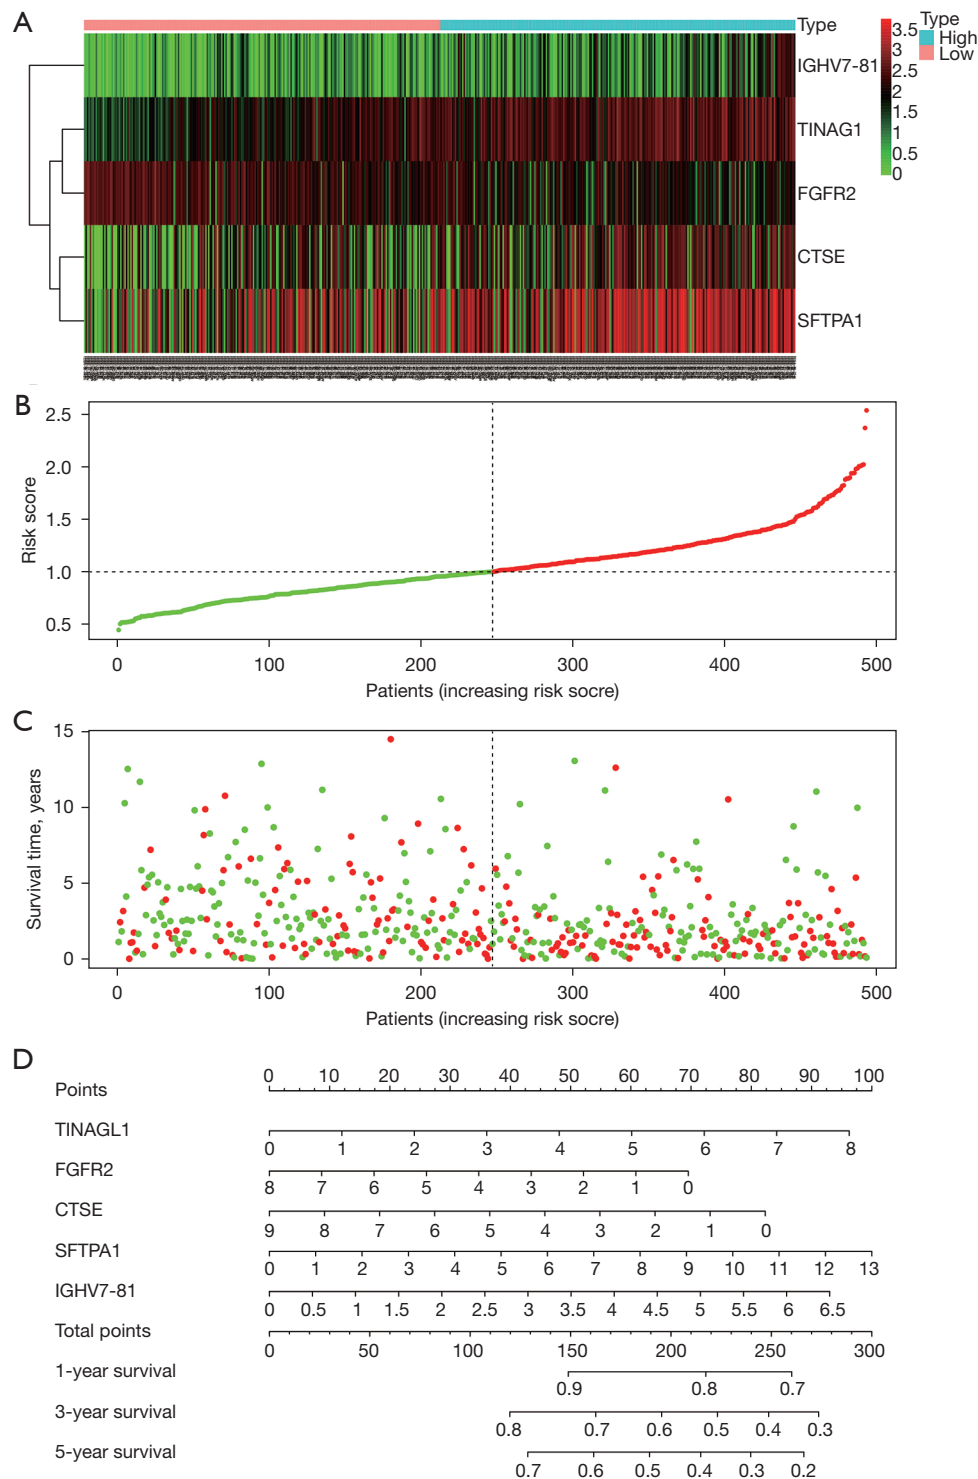 A
Type
IGHV7-81
TINAG1
FGFR2
CTSE
SFTPA1
3.5
3
2.5
2
1.5
1
0.5
0
Type
High
Low
B
Risk score
2.5
2.0
1.5
1.0
0.5
0 100 200 300 400 500
Patients (increasing risk socre)
C
Survival time, years
15
10
5
0
0 100 200 300 400 500
Patients (increasing risk socre)
D
Points 0 10 20 30 40 50 60 70 80 90 100
TINAGL1 0 1 2 3 4 5 6 7 8
FGFR2 8 7 6 5 4 3 2 1 0
CTSE 9 8 7 6 5 4 3 2 1 0
SFTPA1 0 1 2 3 4 5 6 7 8 9 10 11 12 13
IGHV7-81 0 0.5 1 1.5 2 2.5 3 3.5 4 4.5 5 5.5 6 6.5
Total points 0 50 100 150 200 250 300
1-year survival 0.9 0.8 0.7
3-year survival 0.8 0.7 0.6 0.5 0.4 0.3
5-year survival 0.7 0.6 0.5 0.4 0.3 0.2